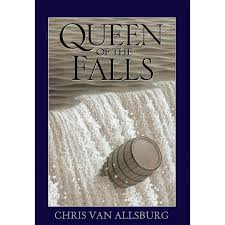 QUEEN
OF THE
FALLS
CHRIS VAN ALLSBURG